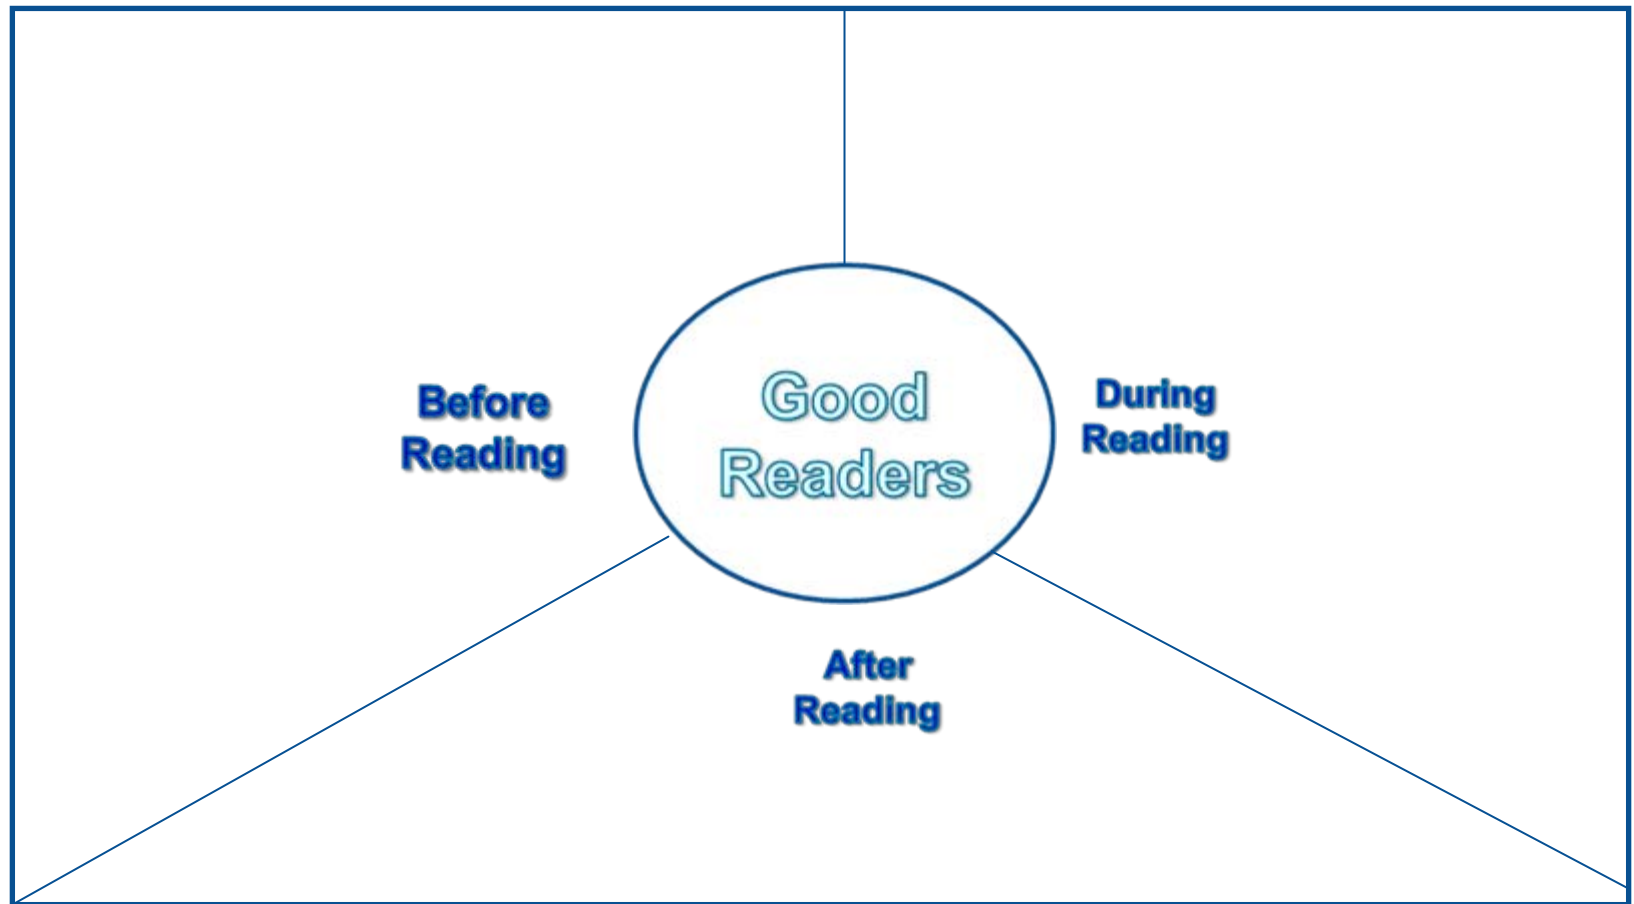 Before
Reading
Good
Readers
During
Reading
After
Reading